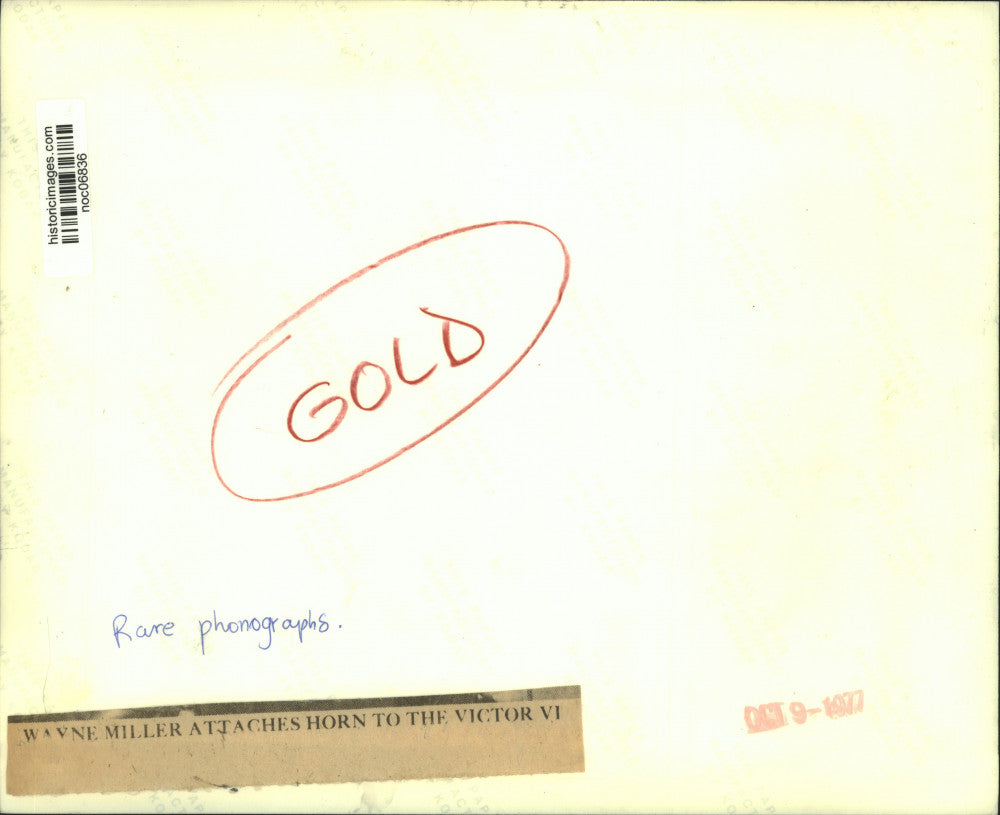 historicimages.com
noc06836
GOLD
Rare phonographs.
WAYNE MILLER ATTACHES HORN TO THE VICTOR VI
OCT 9-1977